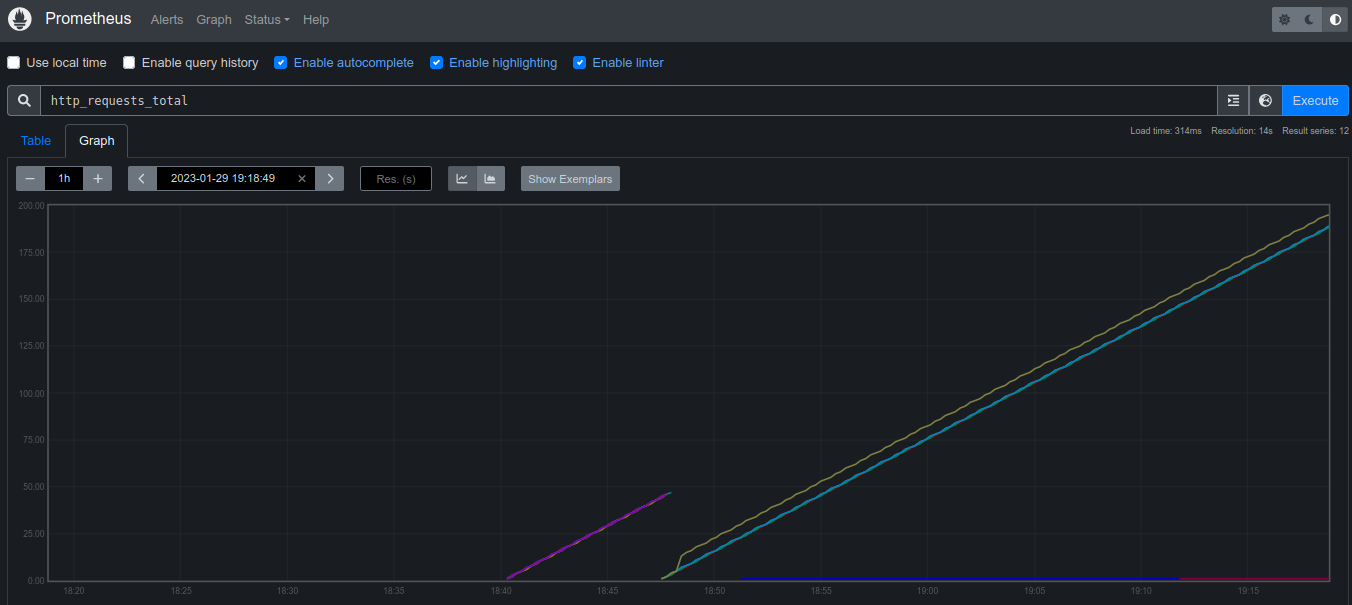 Prometheus Alerts Graph Status Help
Use local time Enable query history Enable autocomplete Enable highlighting Enable linter
http_requests_total Execute
Load time: 314ms Resolution: 14s Result series: 12
Table Graph
− 1h + 2023-01-29 19:18:49 × Res. (s) Show Exemplars
200.00
175.00
150.00
125.00
100.00
75.00
50.00
25.00
0.00
18:20 18:25 18:30 18:35 18:40 18:45 18:50 18:55 19:00 19:05 19:10 19:15